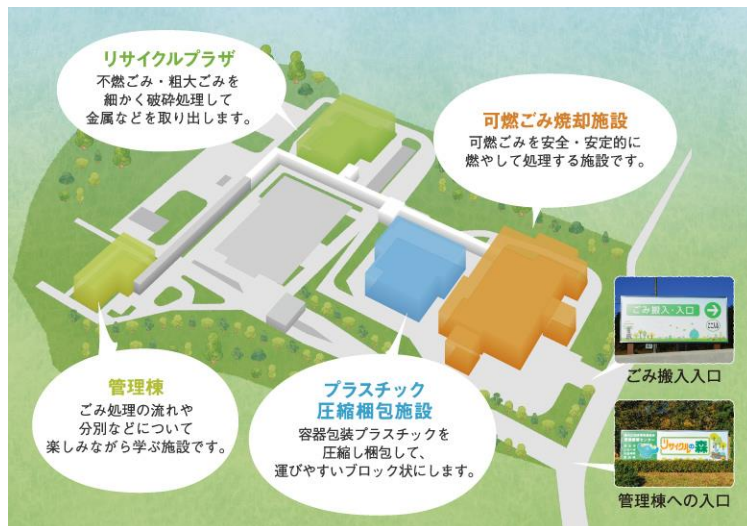 リサイクルプラザ
不燃ごみ・粗大ごみを
細かく破砕処理して
金属などを取り出します。
可燃ごみ焼却施設
可燃ごみを安全・安定的に
燃やして処理する施設です。
ごみ搬入・入口
ごみ搬入入口
管理棟
ごみ処理の流れや
分別などについて
楽しみながら学ぶ施設です。
プラスチック
圧縮梱包施設
容器包装プラスチックを
圧縮し梱包して、
運びやすいブロック状にします。
リサイクルの森
管理棟への入口